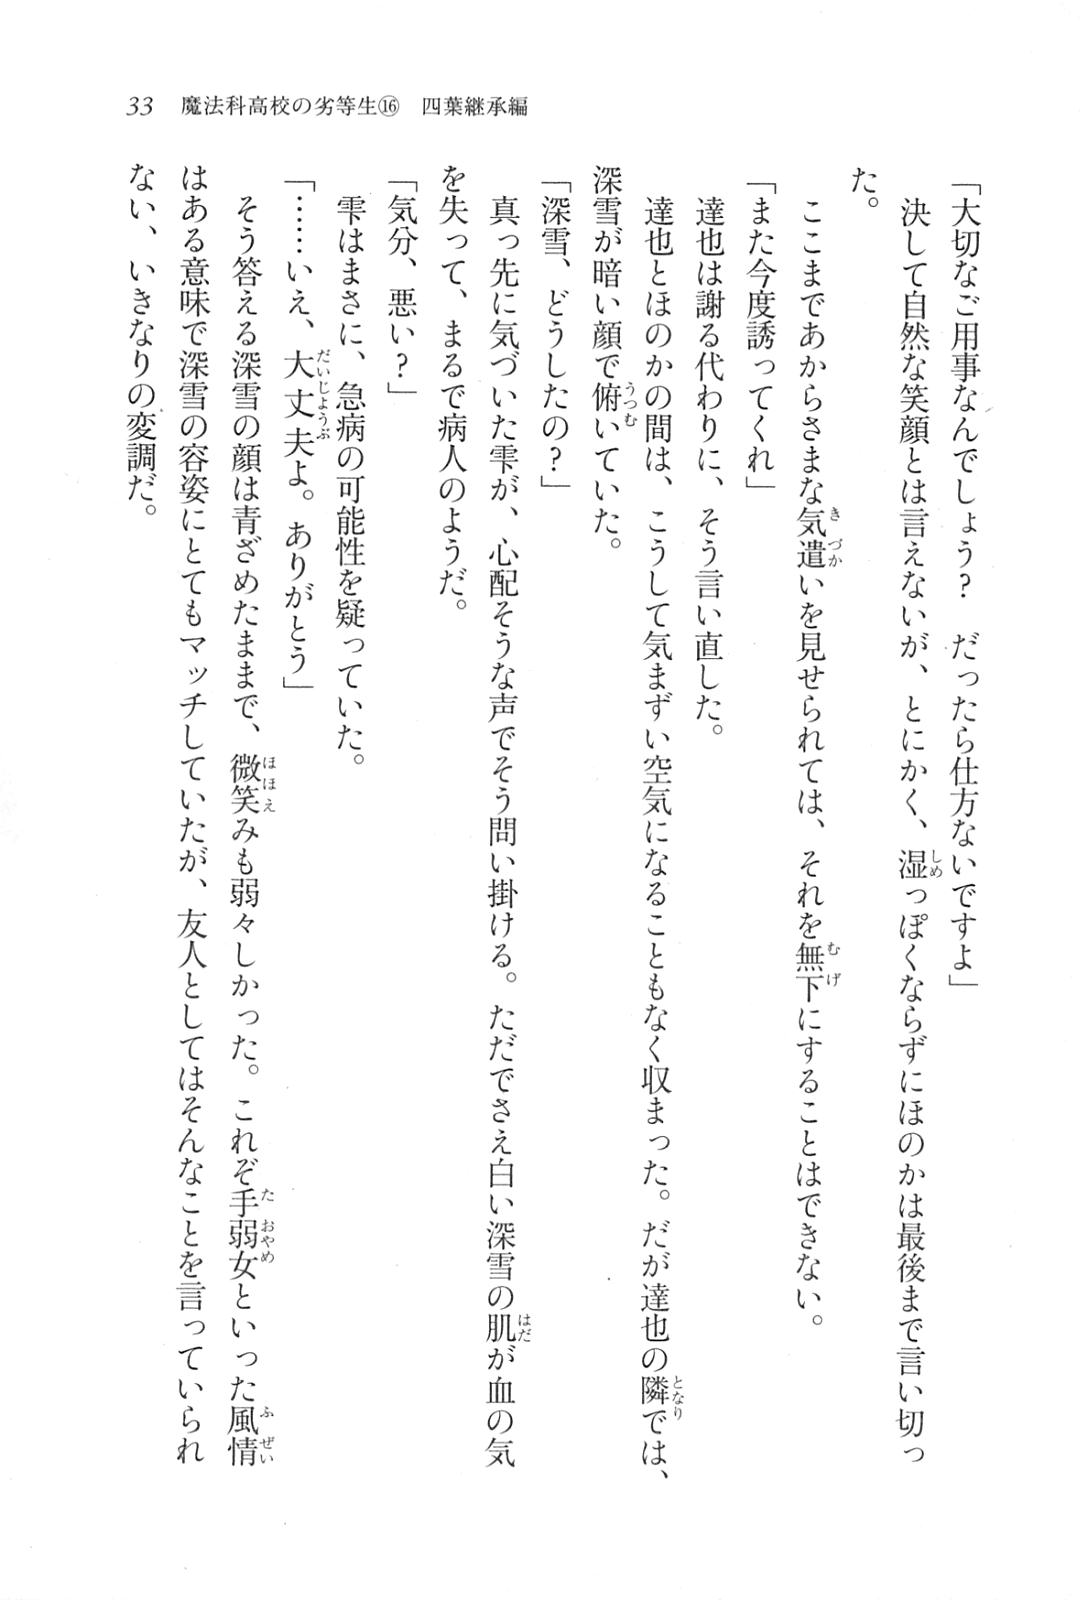 33　魔法科高校の劣等生⑯　四葉継承編
「大切なご用事なんでしょう？　だったら仕方ないですよ」
　決して自然な笑顔とは言えないが、とにかく、湿っぽくならずにほのかは最後まで言い切っ
た。
　ここまであからさまな気遣いを見せられては、それを無下にすることはできない。
「また今度誘ってくれ」
　達也は謝る代わりに、そう言い直した。
　達也とほのかの間は、こうして気まずい空気になることもなく収まった。だが達也の隣では、
深雪が暗い顔で俯いていた。
「深雪、どうしたの？」
　真っ先に気づいた雫が、心配そうな声でそう問い掛ける。ただでさえ白い深雪の肌が血の気
を失って、まるで病人のようだ。
「気分、悪い？」
　雫はまさに、急病の可能性を疑っていた。
「……いえ、大丈夫よ。ありがとう」
　そう答える深雪の顔は青ざめたままで、微笑みも弱々しかった。これぞ手弱女といった風情
はある意味で深雪の容姿にとてもマッチしていたが、友人としてはそんなことを言っていられ
ない、いきなりの変調だ。